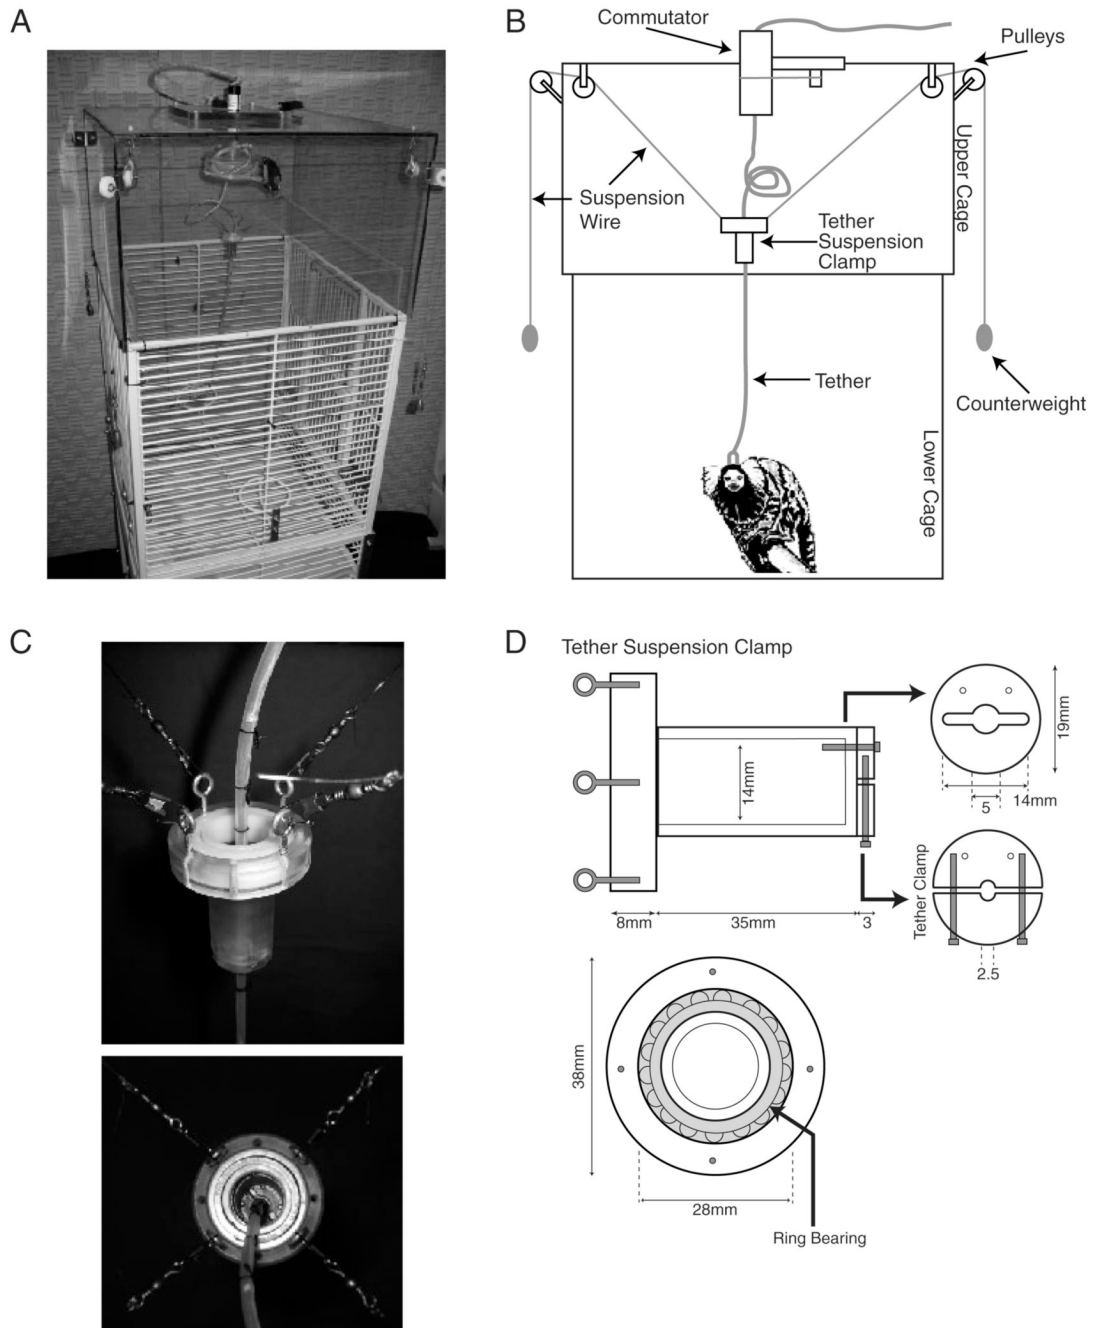 A
B
Commutator
Pulleys
Suspension
Wire
Tether
Suspension
Clamp
Upper Cage
Tether
Counterweight
Lower Cage
C
D
Tether Suspension Clamp
14mm
8mm
35mm
3
19mm
5
14mm
Tether Clamp
2.5
38mm
28mm
Ring Bearing